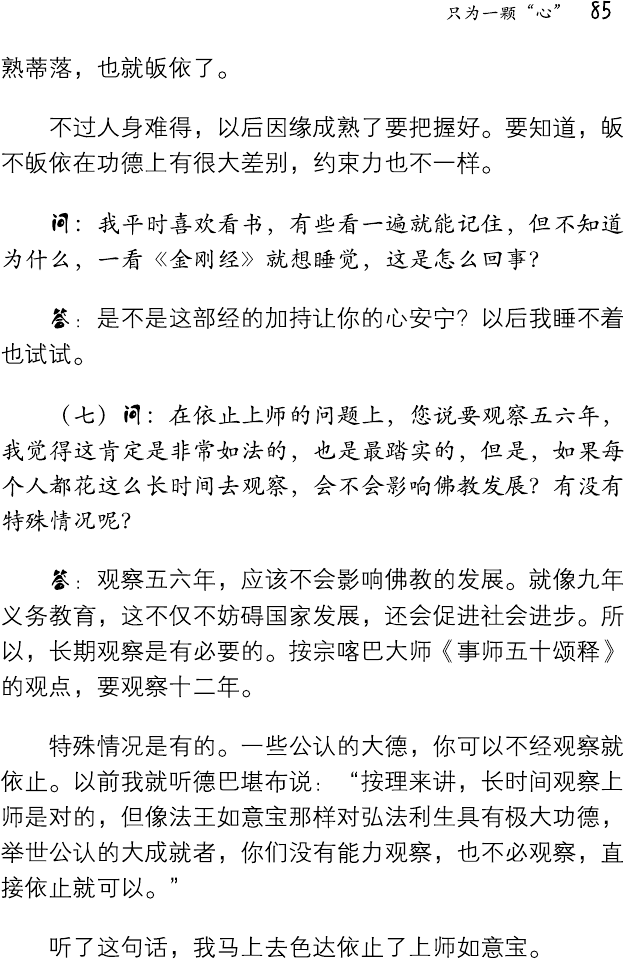 只为一颗“心” 85
熟蒂落，也就皈依了。
不过人身难得，以后因缘成熟了要把握好。要知道，皈
不皈依在功德上有很大差别，约束力也不一样。
问：我平时喜欢看书，有些看一遍就能记住，但不知道
为什么，一看《金刚经》就想睡觉，这是怎么回事？
答：是不是这部经的加持让你的心安宁？以后我睡不着
也试试。
（七）问：在依止上师的问题上，您说要观察五六年，
我觉得这肯定是非常如法的，也是最踏实的，但是，如果每
个人都花这么长时间去观察，会不会影响佛教发展？有没有
特殊情况呢？
答：观察五六年，应该不会影响佛教的发展。就像九年
义务教育，这不仅不妨碍国家发展，还会促进社会进步。所
以，长期观察是有必要的。按宗喀巴大师《事师五十颂释》
的观点，要观察十二年。
特殊情况是有的。一些公认的大德，你可以不经观察就
依止。以前我就听德巴堪布说：“按理来讲，长时间观察上
师是对的，但像法王如意宝那样对弘法利生具有极大功德，
举世公认的大成就者，你们没有能力观察，也不必观察，直
接依止就可以。”
听了这句话，我马上去色达依止了上师如意宝。